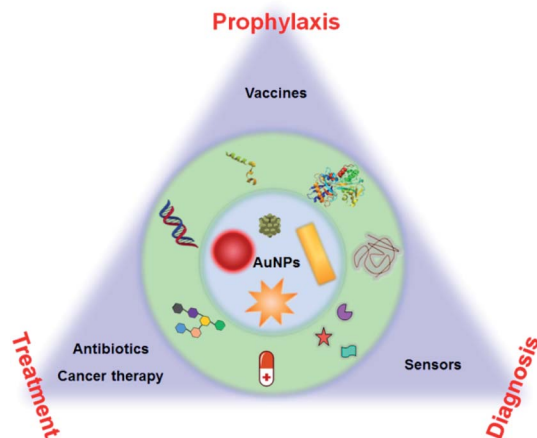 Prophylaxis
Vaccines
AuNPs
Treatment
Antibiotics
Cancer therapy
Sensors
Diagnosis